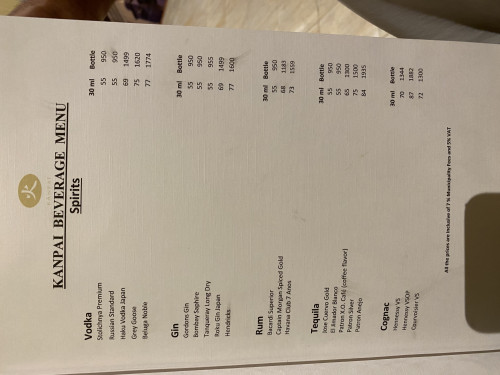 KANPAI BEVERAGE MENU
Spirits
Vodka 30 ml Bottle
Stolichnya Premium 55 950
Russian Standard 55 950
Haku Vodka Japan 69 1499
Grey Goose 75 1620
Beluga Noble 77 1774
Gin 30 ml Bottle
Gordons Gin 55 950
Bombay Saphire 55 950
Tanqueray Long Dry 55 955
Roku Gin Japan 69 1499
Hendricks 77 1600
Rum 30 ml Bottle
Bacardi Superior 55 950
Captain Morgan Spiced Gold 68 1183
Havana Club 7 Anos 73 1559
Tequila 30 ml Bottle
Jose Cuervo Gold 55 950
El Amador Blanco 55 950
Patron X.O. Café (coffee flavor) 65 1300
Patron Silver 75 1500
Patron Anejo 84 1935
Cognac 30 ml Bottle
Hennessy VS 70 1344
Hennessy VSOP 87 1882
VS 72 1300
All the prices are inclusive of 7 % Municipality Fees and 5% VAT